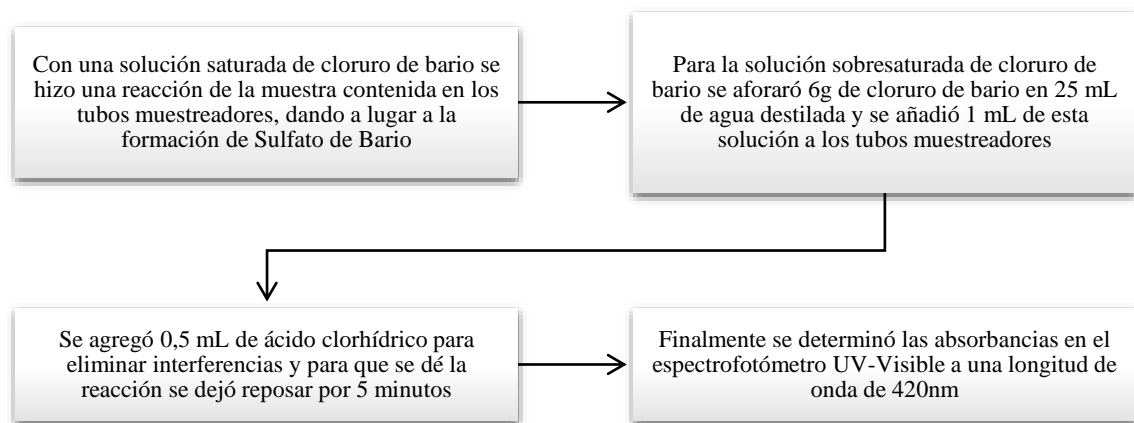 Con una solución saturada de cloruro de bario se
hizo una reacción de la muestra contenida en los
tubos muestreadores, dando a lugar a la
formación de Sulfato de Bario
Para la solución sobresaturada de cloruro de
bario se aforaró 6g de cloruro de bario en 25 mL
de agua destilada y se añadió 1 mL de esta
solución a los tubos muestreadores
Se agregó 0,5 mL de ácido clorhídrico para
eliminar interferencias y para que se dé la
reacción se dejó reposar por 5 minutos
Finalmente se determinó las absorbancias en el
espectrofotómetro UV-Visible a una longitud de
onda de 420nm